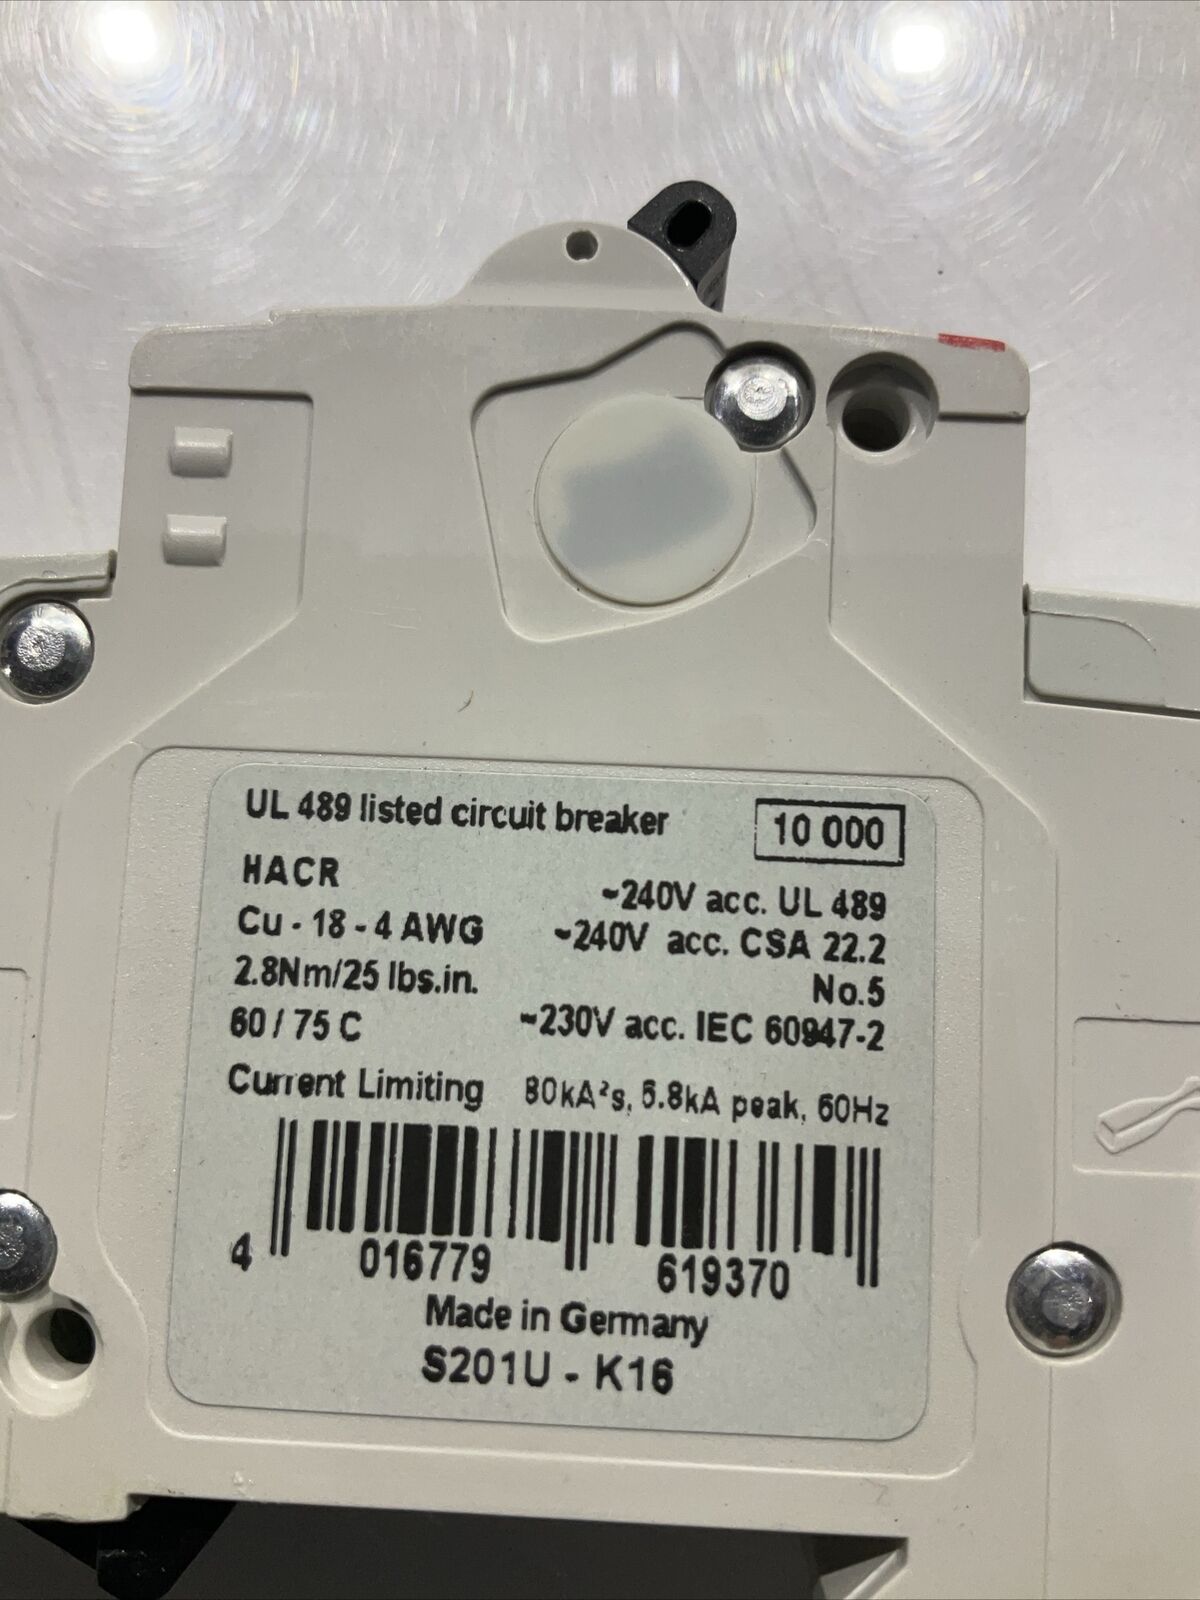 UL 489 listed circuit breaker
10 000
HACR
~240V acc. UL 489
Cu - 18 - 4 AWG
~240V acc. CSA 22.2
No.5
2.8Nm/25 lbs.in.
60 / 75 C
~230V acc. IEC 60947-2
Current Limiting 80kA²s, 6.8kA peak, 60Hz
4 016779 619370
Made in Germany
S201U - K16